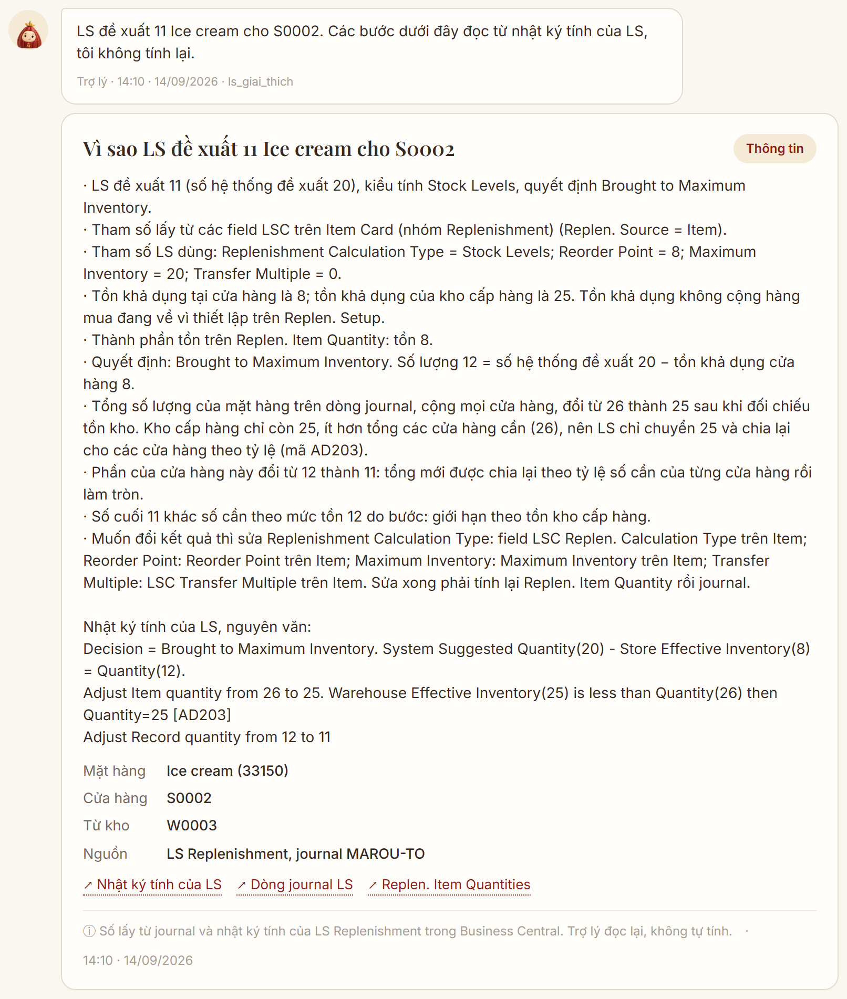 LS đề xuất 11 Ice cream cho S0002. Các bước dưới đây đọc từ nhật ký tính của LS,
tôi không tính lại.
Trợ lý · 14:10 · 14/09/2026 · ls_giai_thich
Vì sao LS đề xuất 11 Ice cream cho S0002
Thông tin
· LS đề xuất 11 (số hệ thống đề xuất 20), kiểu tính Stock Levels, quyết định Brought to Maximum
Inventory.
· Tham số lấy từ các field LSC trên Item Card (nhóm Replenishment) (Replen. Source = Item).
· Tham số LS dùng: Replenishment Calculation Type = Stock Levels; Reorder Point = 8; Maximum
Inventory = 20; Transfer Multiple = 0.
· Tồn khả dụng tại cửa hàng là 8; tồn khả dụng của kho cấp hàng là 25. Tồn khả dụng không cộng hàng
mua đang về vì thiết lập trên Replen. Setup.
· Thành phần tồn trên Replen. Item Quantity: tồn 8.
· Quyết định: Brought to Maximum Inventory. Số lượng 12 = số hệ thống đề xuất 20 − tồn khả dụng cửa
hàng 8.
· Tổng số lượng của mặt hàng trên dòng journal, cộng mọi cửa hàng, đổi từ 26 thành 25 sau khi đối chiếu
tồn kho. Kho cấp hàng chỉ còn 25, ít hơn tổng các cửa hàng cần (26), nên LS chỉ chuyển 25 và chia lại
cho các cửa hàng theo tỷ lệ (mã AD203).
· Phần của cửa hàng này đổi từ 12 thành 11: tổng mới được chia lại theo tỷ lệ số cần của từng cửa hàng rồi
làm tròn.
· Số cuối 11 khác số cần theo mức tồn 12 do bước: giới hạn theo tồn kho cấp hàng.
· Muốn đổi kết quả thì sửa Replenishment Calculation Type: field LSC Replen. Calculation Type trên Item;
Reorder Point: Reorder Point trên Item; Maximum Inventory: Maximum Inventory trên Item; Transfer
Multiple: LSC Transfer Multiple trên Item. Sửa xong phải tính lại Replen. Item Quantity rồi journal.
Nhật ký tính của LS, nguyên văn:
Decision = Brought to Maximum Inventory. System Suggested Quantity(20) - Store Effective Inventory(8)
= Quantity(12).
Adjust Item quantity from 26 to 25. Warehouse Effective Inventory(25) is less than Quantity(26) then
Quantity=25 [AD203]
Adjust Record quantity from 12 to 11
Mặt hàng Ice cream (33150)
Cửa hàng S0002
Từ kho W0003
Nguồn LS Replenishment, journal MAROU-TO
↗ Nhật ký tính của LS ↗ Dòng journal LS ↗ Replen. Item Quantities
ⓘ Số lấy từ journal và nhật ký tính của LS Replenishment trong Business Central. Trợ lý đọc lại, không tự tính. ·
14:10 · 14/09/2026